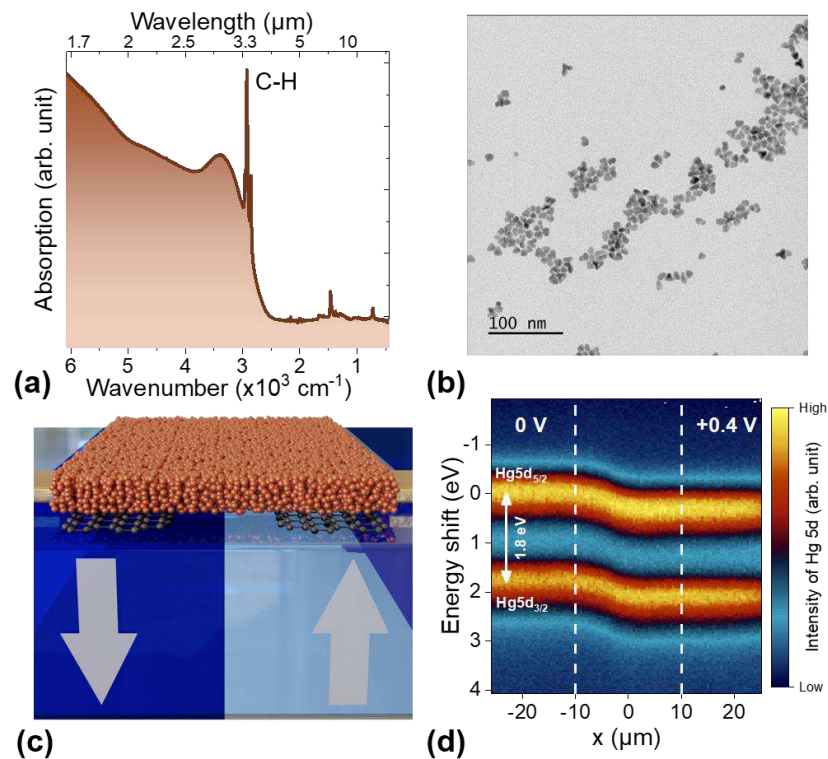 Wavelength (µm)
1.7 2 2.5 3.3 5 10
C-H
Absorption (arb. unit)
6 5 4 3 2 1
(a) Wavenumber (x10³ cm⁻¹)
100 nm
(b)
(c)
0 V +0.4 V
Hg5d₅/₂
1.8 eV
Hg5d₃/₂
Energy shift (eV)
-1
0
1
2
3
4
-20 -10 0 10 20
x (µm)
(d)
High
Low
Intensity of Hg 5d (arb. unit)